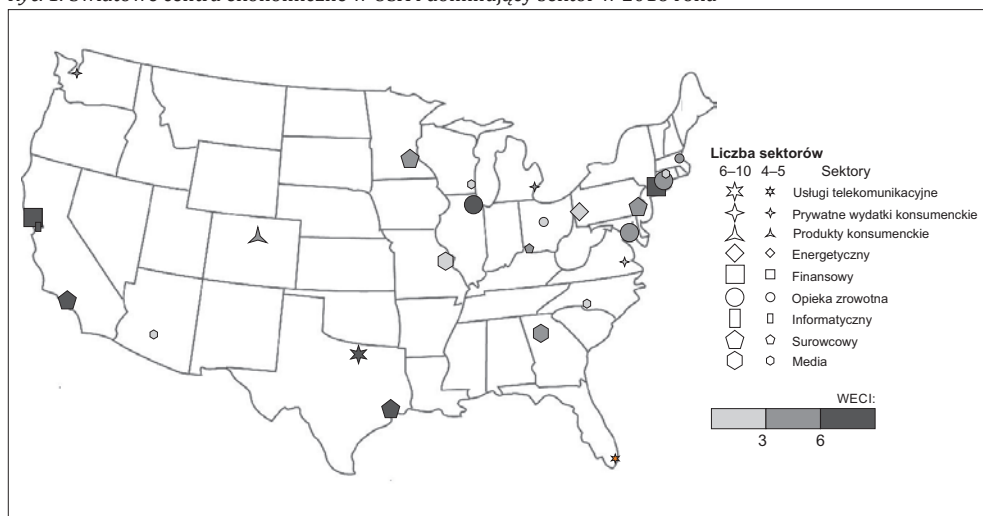 Liczba sektorów
6–10 4–5 Sektory
Usługi telekomunikacyjne
Prywatne wydatki konsumenckie
Produkty konsumenckie
Energetyczny
Finansowy
Opieka zrowotna
Informatyczny
Surowcowy
Media
WECI:
3 6